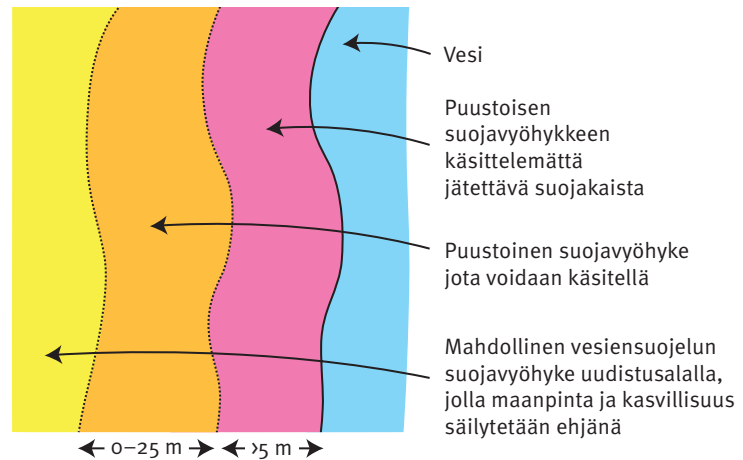 Vesi
Puustoisen
suojavyöhykkeen
käsittelemättä
jätettävä suojakaista
Puustoinen suojavyöhyke
jota voidaan käsitellä
Mahdollinen vesiensuojelun
suojavyöhyke uudistusalalla,
jolla maanpinta ja kasvillisuus
säilytetään ehjänä
0–25 m
>5 m